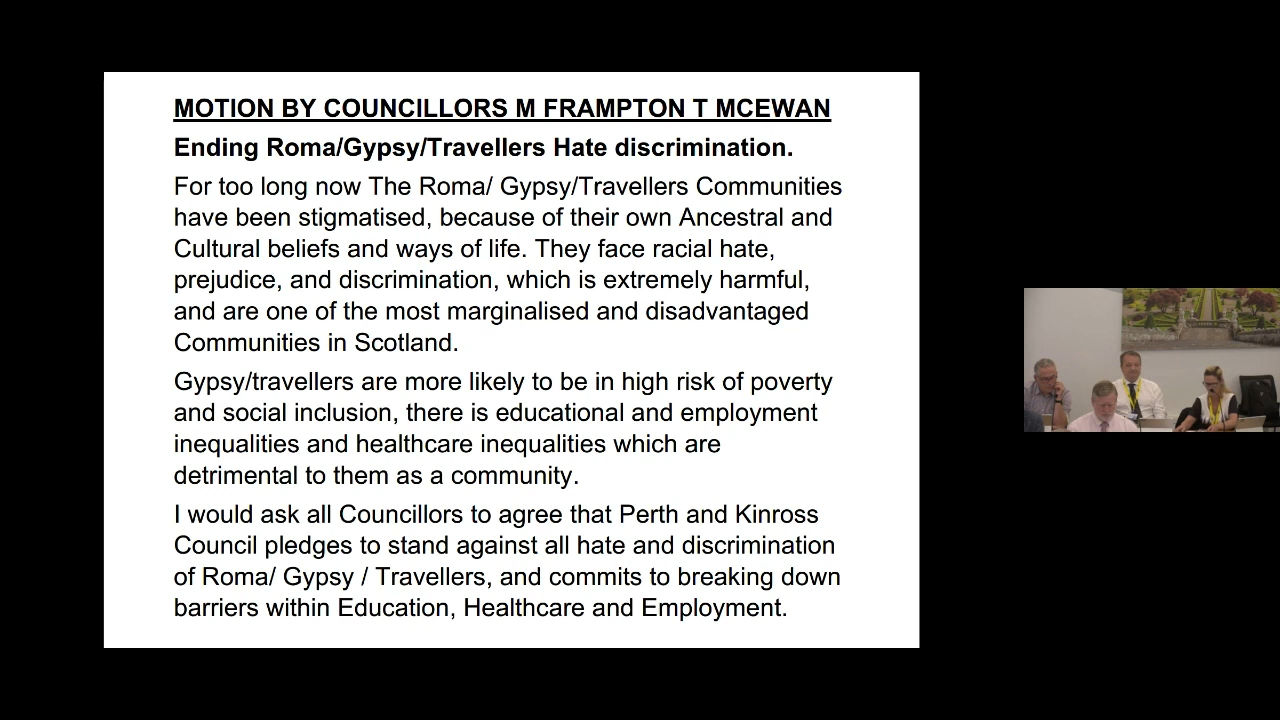 MOTION BY COUNCILLORS M FRAMPTON T MCEWAN
Ending Roma/Gypsy/Travellers Hate discrimination.
For too long now The Roma/ Gypsy/Travellers Communities
have been stigmatised, because of their own Ancestral and
Cultural beliefs and ways of life. They face racial hate,
prejudice, and discrimination, which is extremely harmful,
and are one of the most marginalised and disadvantaged
Communities in Scotland.
Gypsy/travellers are more likely to be in high risk of poverty
and social inclusion, there is educational and employment
inequalities and healthcare inequalities which are
detrimental to them as a community.
I would ask all Councillors to agree that Perth and Kinross
Council pledges to stand against all hate and discrimination
of Roma/ Gypsy / Travellers, and commits to breaking down
barriers within Education, Healthcare and Employment.